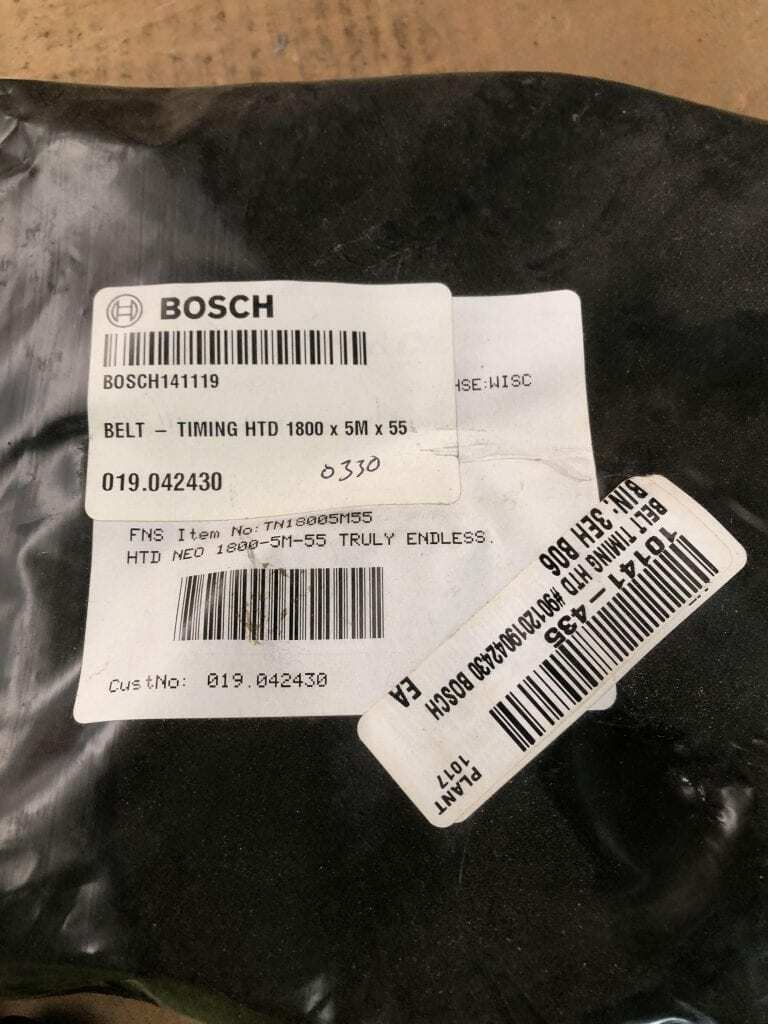 BOSCH
BOSCH141119
HSE:WISC
BELT – TIMING HTD 1800 x 5M x 55
019.042430
0330
FNS Item No:TN18005M55
HTD NEO 1800-5M-55 TRULY ENDLESS.
CustNo: 019.042430
10141-435
BELT TIMING HTD #9012019042430 BOSCH
BIN: 3EH B06
EA
PLANT
1017